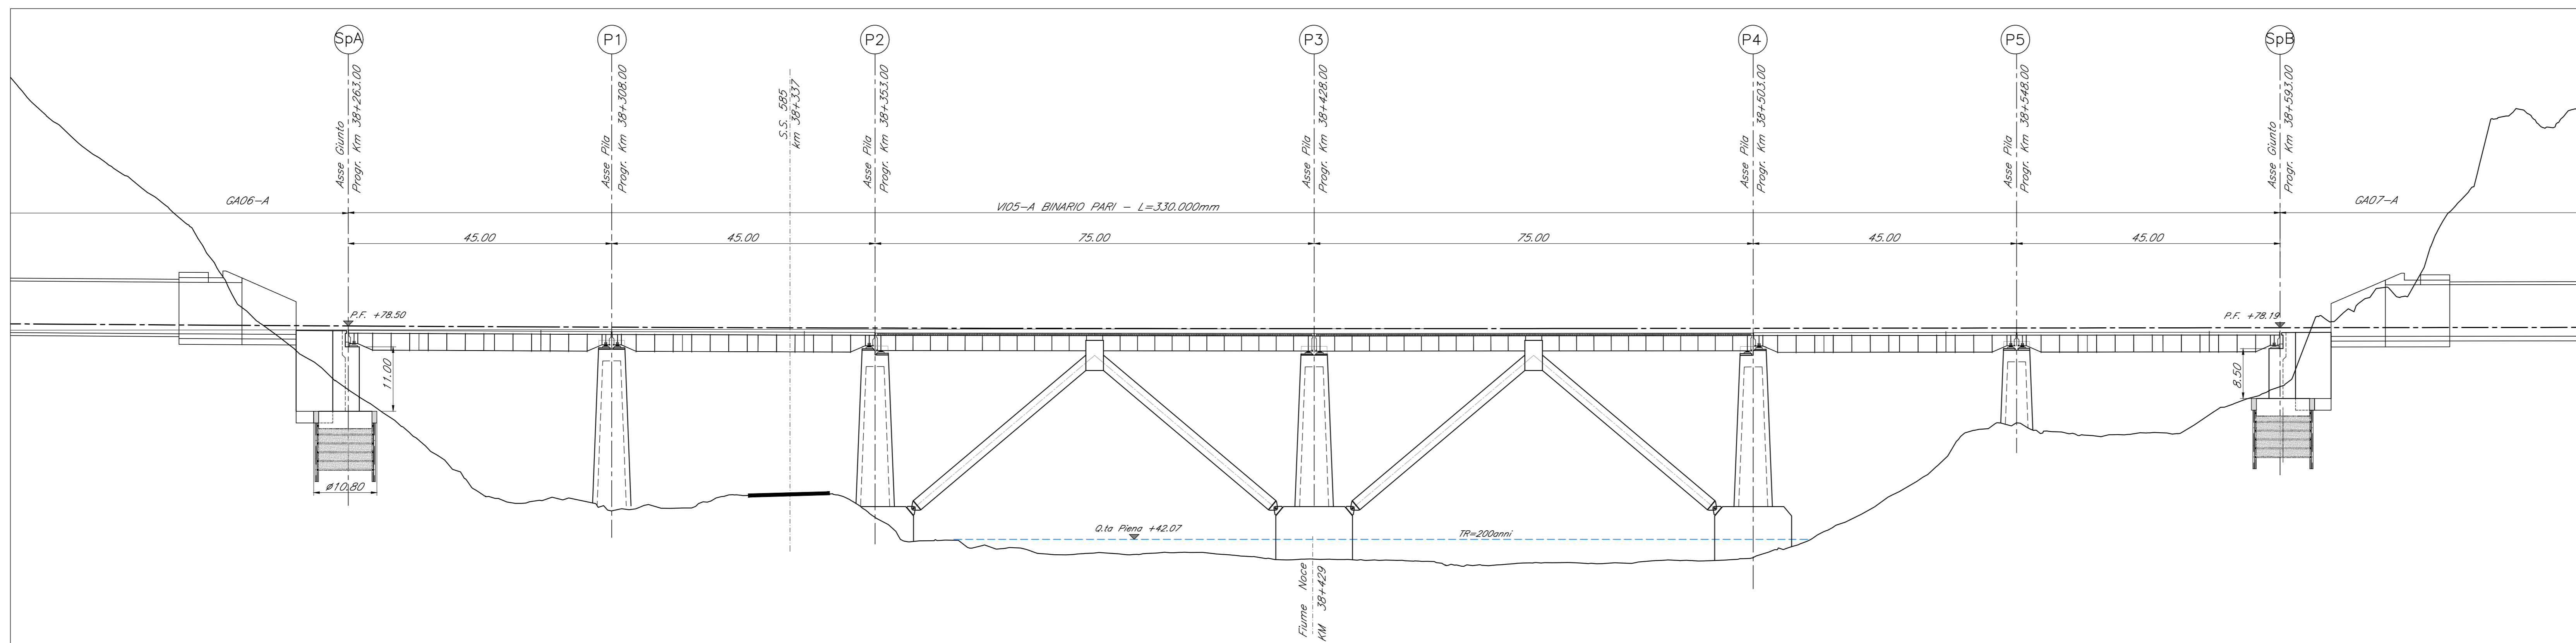 SpA
P1
P2
P3
P4
P5
SpB
Asse Giunto
Progr. Km 38+263.00
Asse Pila
Progr. Km 38+308.00
S.S. 585
km 38+337
Asse Pila
Progr. Km 38+353.00
Asse Pila
Progr. Km 38+428.00
Asse Pila
Progr. Km 38+503.00
Asse Pila
Progr. Km 38+548.00
Asse Giunto
Progr. Km 38+593.00
GA06-A
VI05-A BINARIO PARI - L=330.000mm
GA07-A
45.00
45.00
75.00
75.00
45.00
45.00
P.F. +78.50
P.F. +78.19
11.00
8.50
ø10.80
Q.ta Piena +42.07
TR=200anni
Fiume Noce
KM 38+429